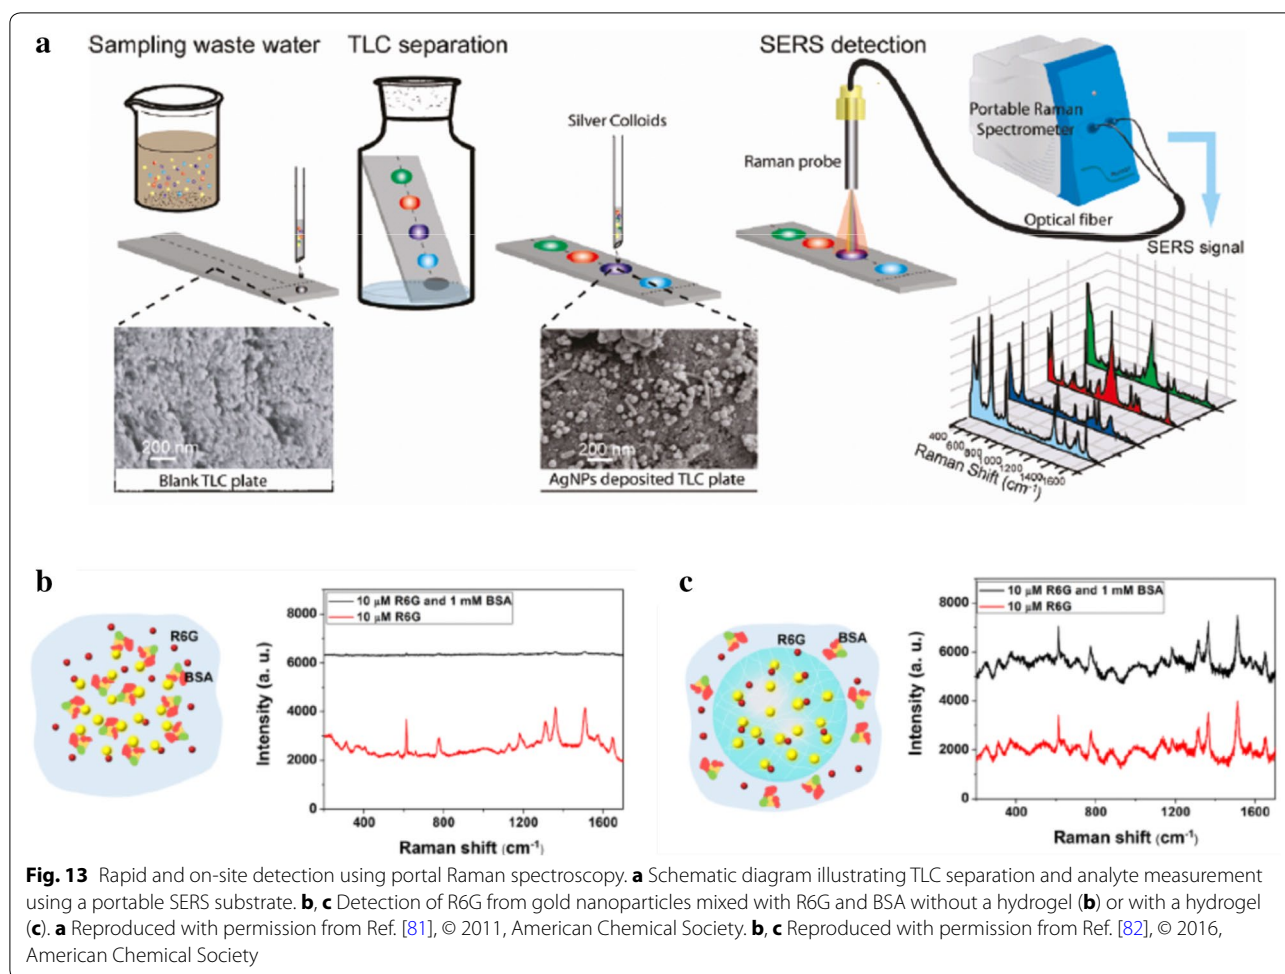 a
Sampling waste water
TLC separation
SERS detection
Silver Colloids
Raman probe
Portable Raman
Spectrometer
Optical fiber
SERS signal
200 nm
Blank TLC plate
200 nm
AgNPs deposited TLC plate
400
600
800
1000
1200
1400
1600
Raman Shift (cm-1)
b
R6G
BSA
10 μM R6G and 1 mM BSA
10 μM R6G
8000
6000
4000
2000
0
Intensity (a. u.)
400
800
1200
1600
Raman shift (cm-1)
c
R6G
BSA
10 μM R6G and 1 mM BSA
10 μM R6G
8000
6000
4000
2000
0
Intensity (a. u.)
400
800
1200
1600
Raman shift (cm-1)
Fig. 13 Rapid and on-site detection using portal Raman spectroscopy. a Schematic diagram illustrating TLC separation and analyte measurement
using a portable SERS substrate. b, c Detection of R6G from gold nanoparticles mixed with R6G and BSA without a hydrogel (b) or with a hydrogel
(c). a Reproduced with permission from Ref. [81], © 2011, American Chemical Society. b, c Reproduced with permission from Ref. [82], © 2016,
American Chemical Society